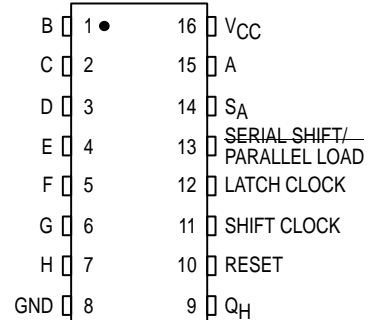 B 1 16 VCC
C 2 15 A
D 3 14 SA
E 4 13 SERIAL SHIFT/
PARALLEL LOAD
F 5 12 LATCH CLOCK
G 6 11 SHIFT CLOCK
H 7 10 RESET
GND 8 9 QH